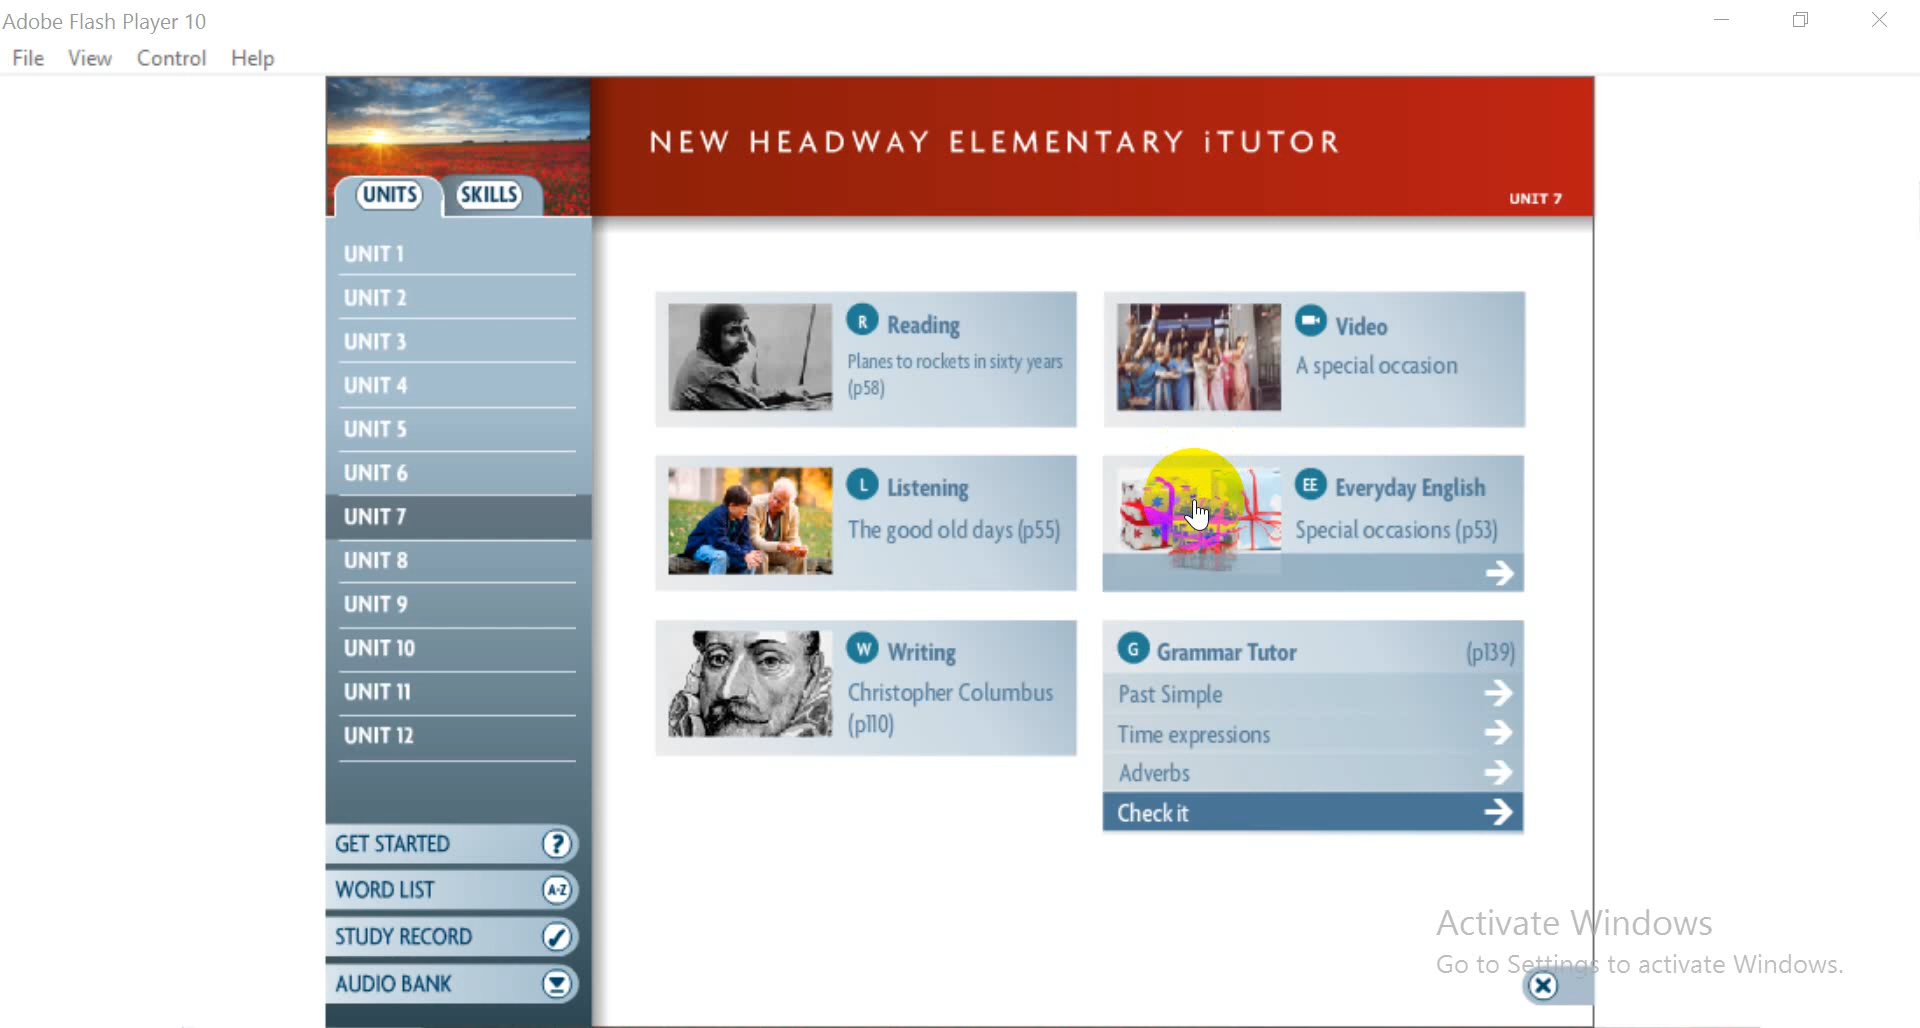 Adobe Flash Player 10
File View Control Help
NEW HEADWAY ELEMENTARY iTUTOR
UNIT 7
UNITS SKILLS
UNIT 1
UNIT 2
UNIT 3
UNIT 4
UNIT 5
UNIT 6
UNIT 7
UNIT 8
UNIT 9
UNIT 10
UNIT 11
UNIT 12
GET STARTED ?
WORD LIST A-Z
STUDY RECORD
AUDIO BANK
R Reading
Planes to rockets in sixty years
(p58)
Video
A special occasion
L Listening
The good old days (p55)
EE Everyday English
Special occasions (p53)
W Writing
Christopher Columbus
(p110)
G Grammar Tutor (p139)
Past Simple
Time expressions
Adverbs
Check it
Activate Windows
Go to Settings to activate Windows.